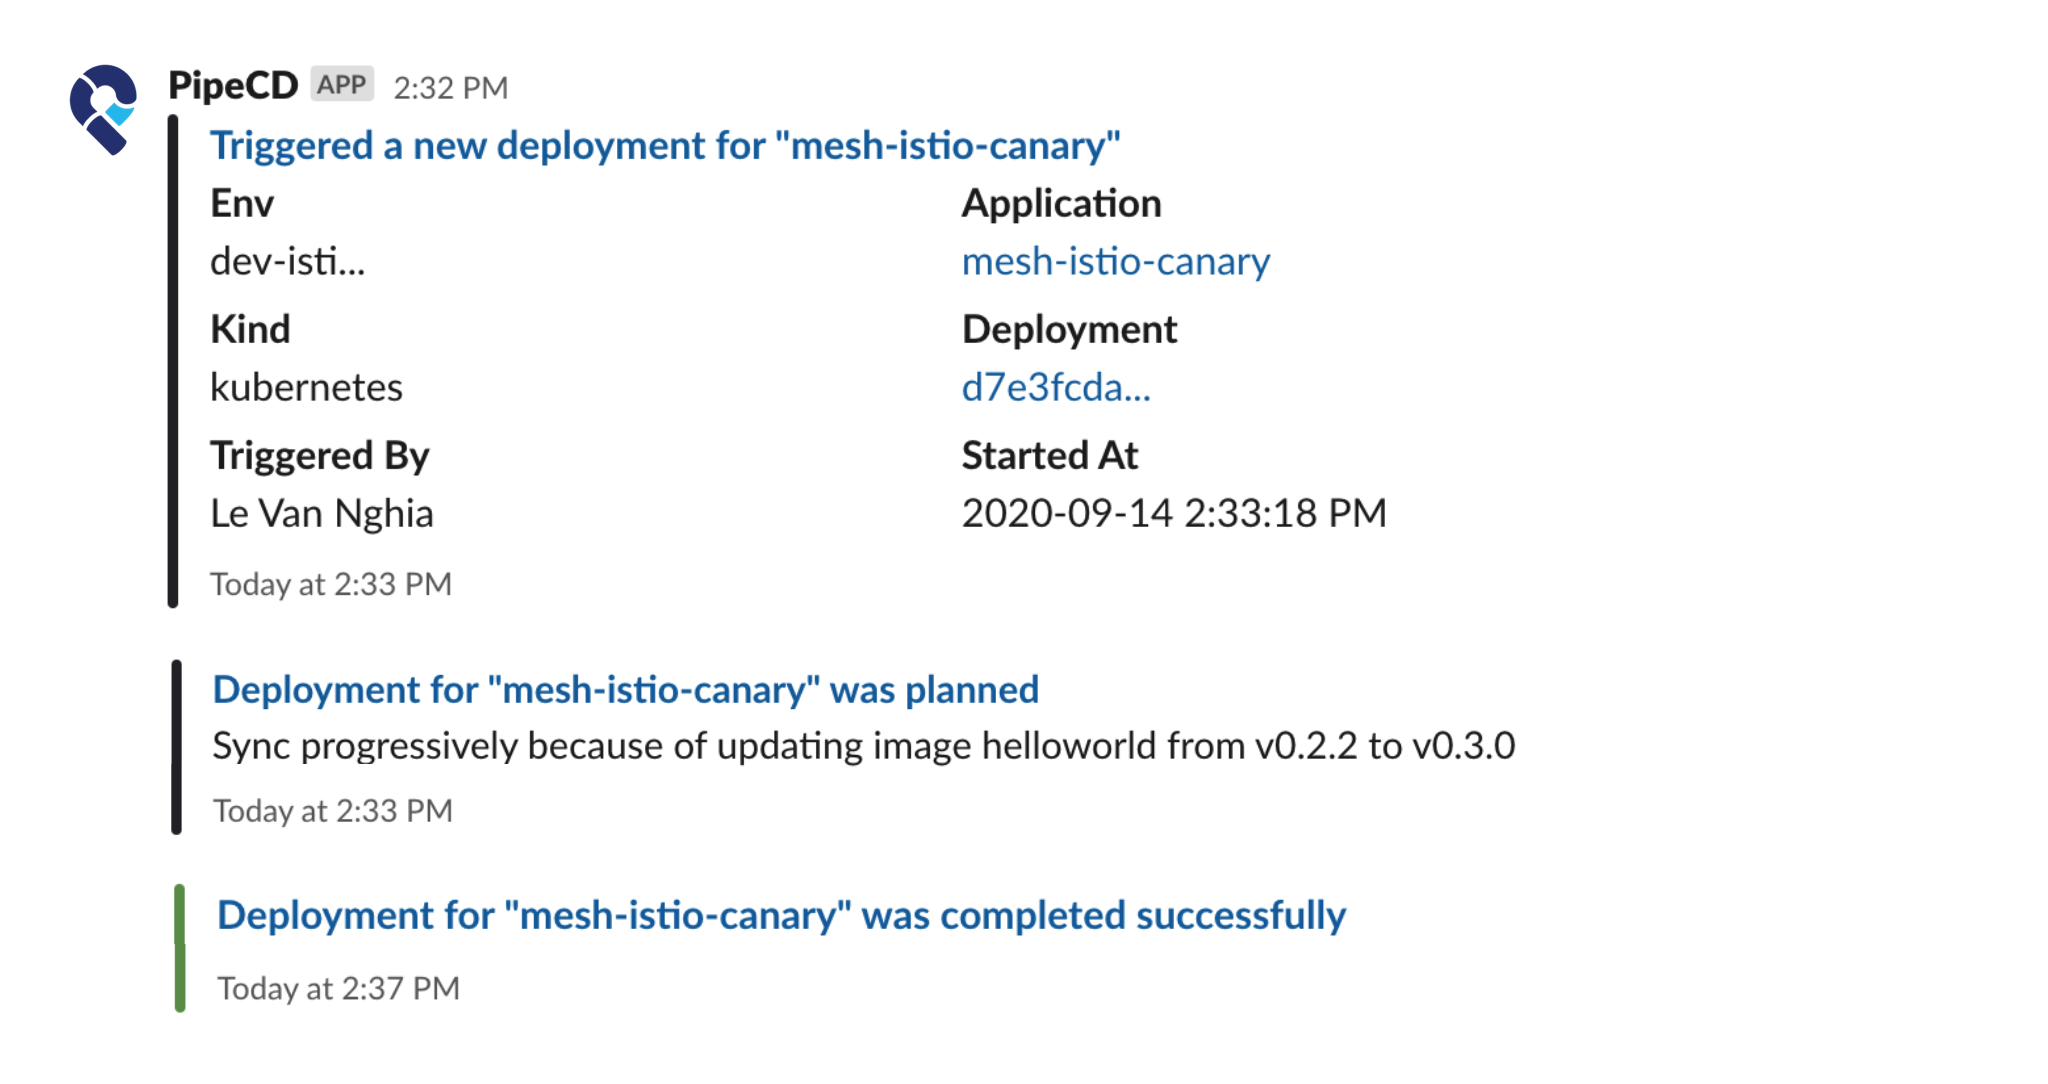 PipeCD APP 2:32 PM
Triggered a new deployment for "mesh-istio-canary"
Env
Application
dev-isti...
mesh-istio-canary
Kind
Deployment
kubernetes
d7e3fcda...
Triggered By
Started At
Le Van Nghia
2020-09-14 2:33:18 PM
Today at 2:33 PM
Deployment for "mesh-istio-canary" was planned
Sync progressively because of updating image helloworld from v0.2.2 to v0.3.0
Today at 2:33 PM
Deployment for "mesh-istio-canary" was completed successfully
Today at 2:37 PM